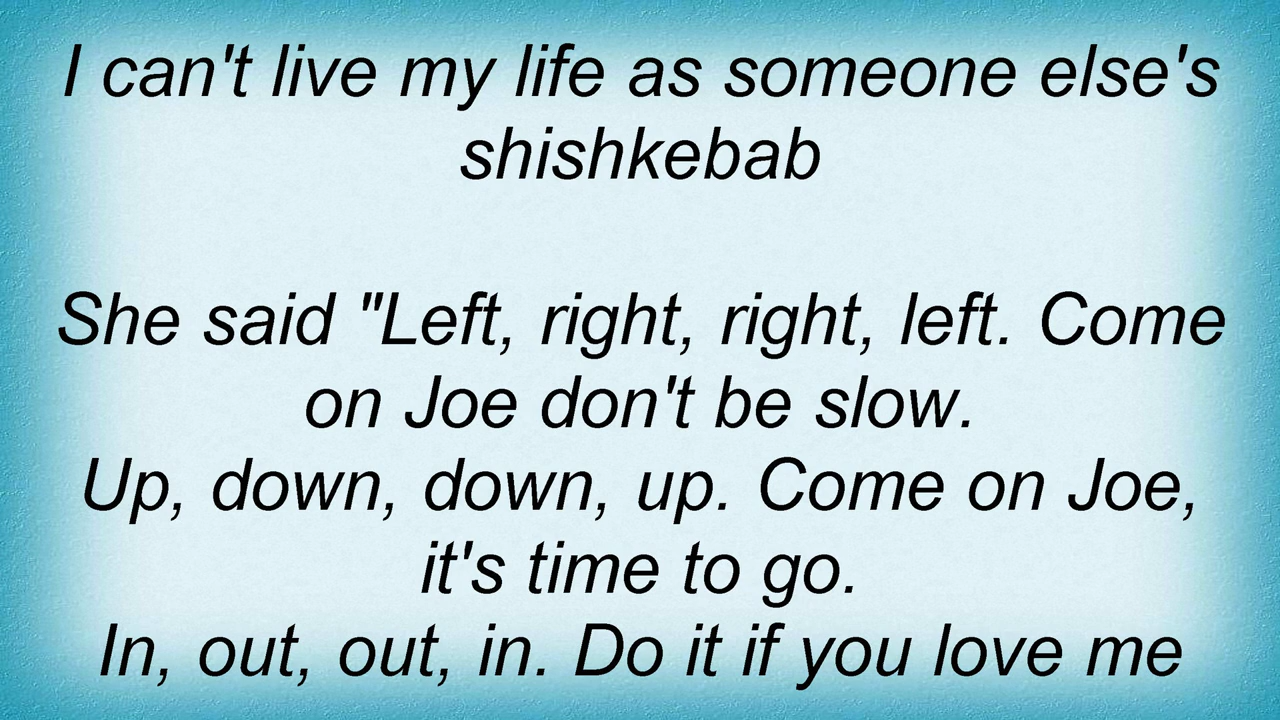 I can't live my life as someone else's
shishkebab
She said "Left, right, right, left. Come
on Joe don't be slow.
Up, down, down, up. Come on Joe,
it's time to go.
In, out, out, in. Do it if you love me